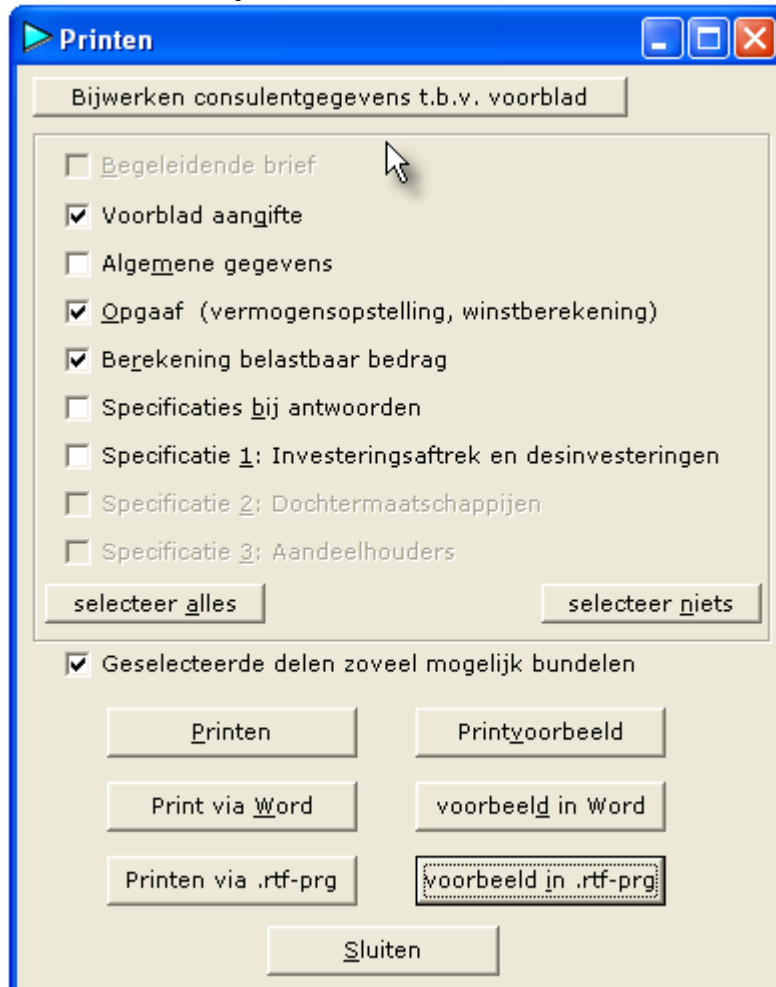 Printen
Bijwerken consulentgegevens t.b.v. voorblad
Begeleidende brief
Voorblad aangifte
Algemene gegevens
Opgaaf (vermogensopstelling, winstberekening)
Berekening belastbaar bedrag
Specificaties bij antwoorden
Specificatie 1: Investeringsaftrek en desinvesteringen
Specificatie 2: Dochtermaatschappijen
Specificatie 3: Aandeelhouders
selecteer alles selecteer niets
Geselecteerde delen zoveel mogelijk bundelen
Printen Printvoorbeeld
Print via Word voorbeeld in Word
Printen via .rtf-prg voorbeeld in .rtf-prg
Sluiten